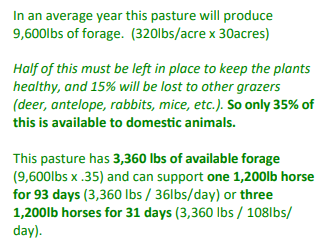 In an average year this pasture will produce
9,600lbs of forage.  (320lbs/acre x 30acres)
Half of this must be left in place to keep the plants
healthy, and 15% will be lost to other grazers
(deer, antelope, rabbits, mice, etc.). So only 35% of
this is available to domestic animals.
This pasture has 3,360 lbs of available forage
(9,600lbs x .35) and can support one 1,200lb horse
for 93 days (3,360 lbs / 36lbs/day) or three
1,200lb horses for 31 days (3,360 lbs / 108lbs/
day).